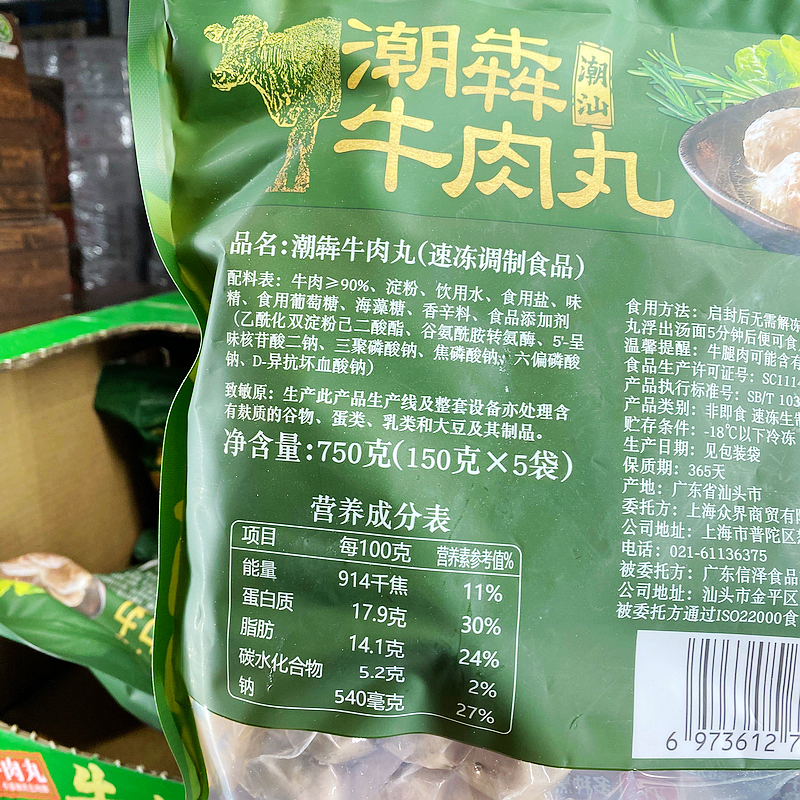 潮犇
潮汕
牛肉丸
品名:潮犇牛肉丸(速冻调制食品)
配料表: 牛肉≥90%、淀粉、饮用水、食用盐、味
精、食用葡萄糖、海藻糖、香辛料、食品添加剂
(乙酰化双淀粉己二酸酯、谷氨酰胺转氨酶、5'-呈
味核苷酸二钠、三聚磷酸钠、焦磷酸钠、六偏磷酸
钠、D-异抗坏血酸钠)
致敏原: 生产此产品生产线及整套设备亦处理含
有麸质的谷物、蛋类、乳类和大豆及其制品。
净含量:750克(150克×5袋)
营养成分表
项目 每100克 营养素参考值%
能量 914千焦 11%
蛋白质 17.9克 30%
脂肪 14.1克 24%
碳水化合物 5.2克 2%
钠 540毫克 27%
食用方法: 启封后无需解冻
丸浮出汤面5分钟后便可食
温馨提醒: 牛腿肉可能含有
食品生产许可证号: SC114
产品执行标准号: SB/T 103
产品类别: 非即食 速冻生制
贮存条件: -18℃以下冷冻
生产日期: 见包装袋
保质期: 365天
产地: 广东省汕头市
委托方: 上海众界商贸有限
公司地址: 上海市普陀区
电话: 021-61136375
被委托方: 广东信泽食品
公司地址: 汕头市金平区
被委托方通过ISO22000食
6 973612 7
肉丸